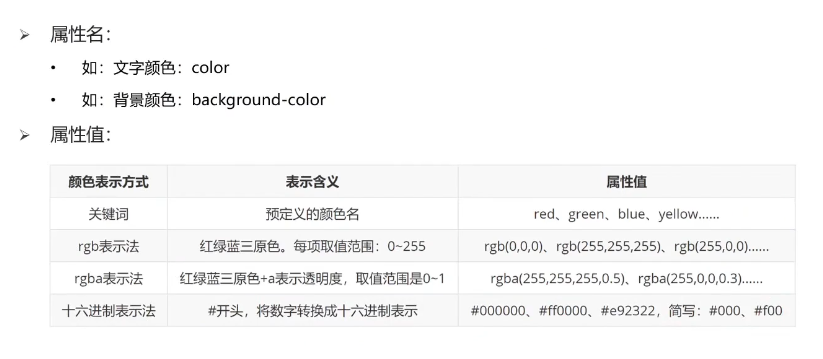 ➢ 属性名：
• 如：文字颜色：color
• 如：背景颜色：background-color
➢ 属性值：
颜色表示方式 表示含义 属性值
关键词 预定义的颜色名 red、green、blue、yellow......
rgb表示法 红绿蓝三原色。每项取值范围：0~255 rgb(0,0,0)、rgb(255,255,255)、rgb(255,0,0)......
rgba表示法 红绿蓝三原色+a表示透明度，取值范围是0~1 rgba(255,255,255,0.5)、rgba(255,0,0,0.3)......
十六进制表示法 #开头，将数字转换成十六进制表示 #000000、#ff0000、#e92322，简写：#000、#f00